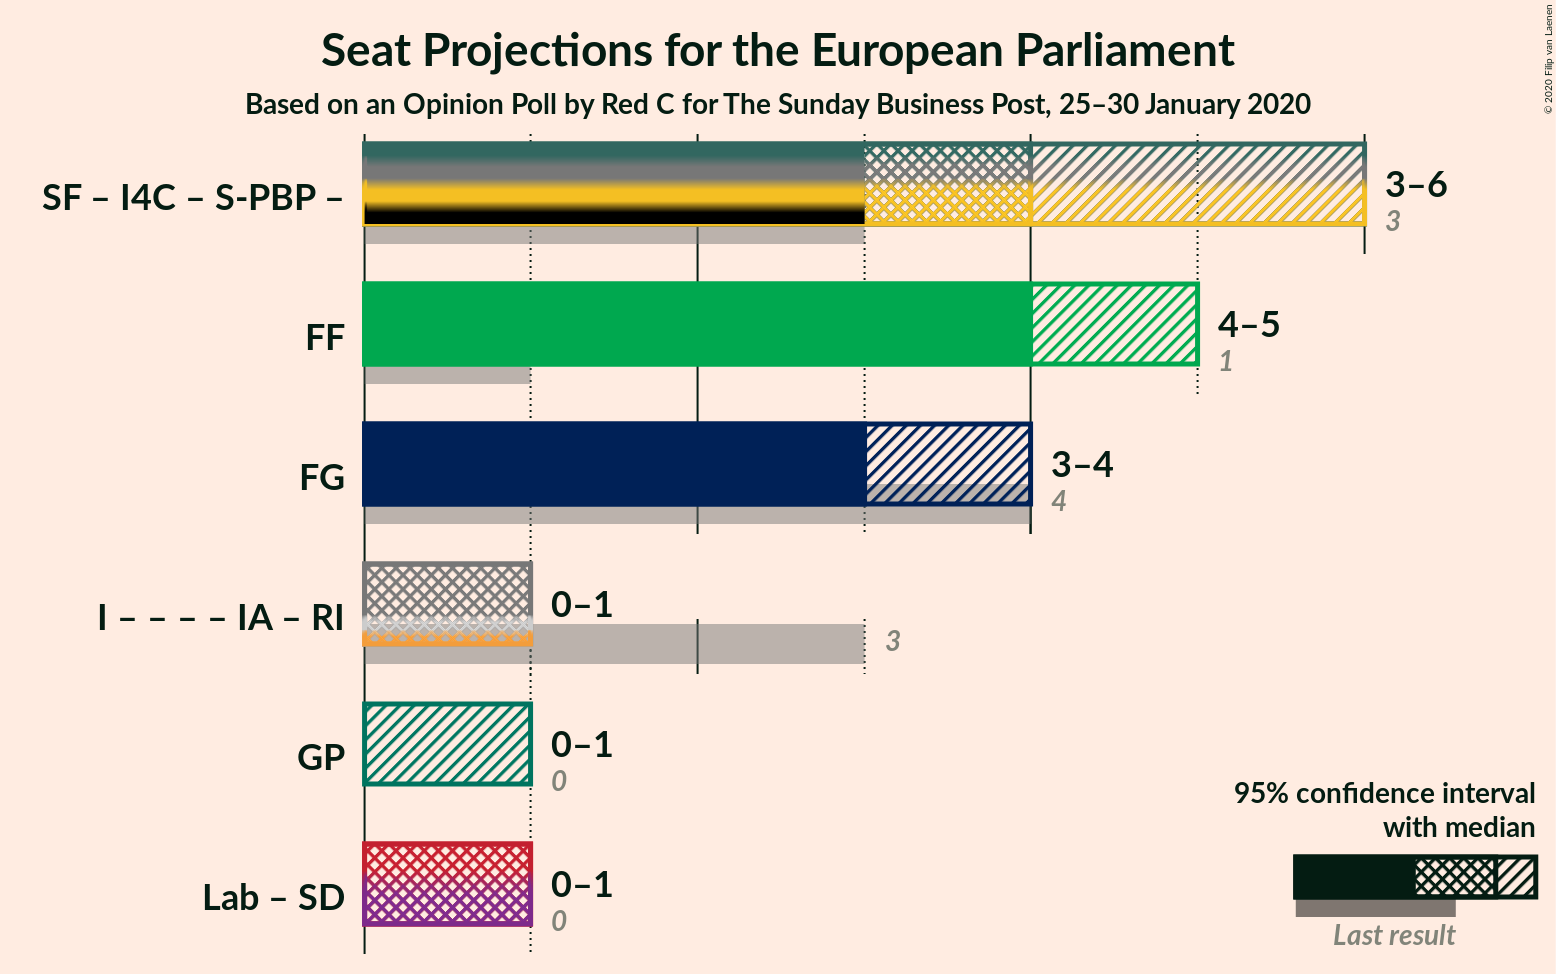 Seat Projections for the European Parliament
Based on an Opinion Poll by Red C for The Sunday Business Post, 25–30 January 2020
© 2020 Filip van Laenen
SF – I4C – S-PBP –
3–6
3
FF
4–5
1
FG
3–4
4
I – – – – IA – RI
0–1
3
GP
0–1
0
Lab – SD
0–1
0
95% confidence interval
with median
Last result